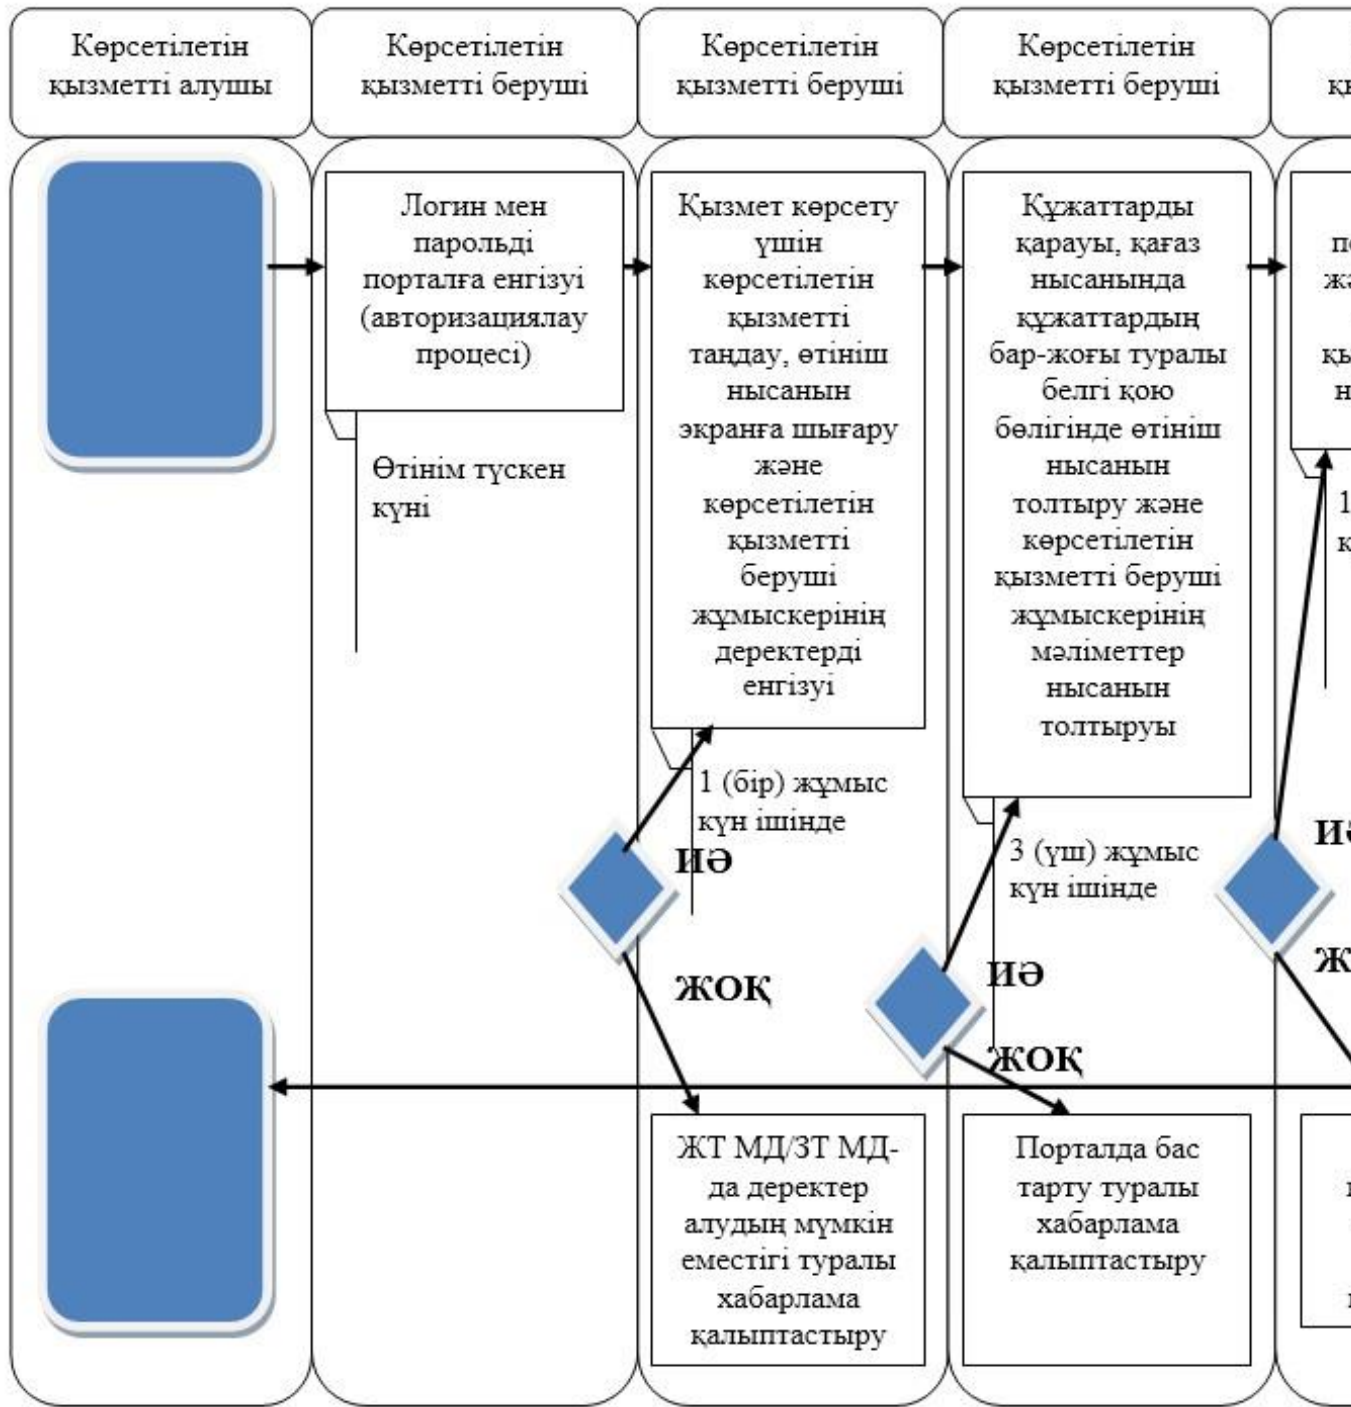 Көрсетілетін
қызметті алушы
Көрсетілетін
қызметті беруші
Көрсетілетін
қызметті беруші
Көрсетілетін
қызметті беруші
Логин мен
парольді
порталға енгізуі
(авторизациялау
процесі)
Өтінім түскен
күні
Қызмет көрсету
үшін
көрсетілетін
қызметті
таңдау, өтініш
нысанын
экранға шығару
және
көрсетілетін
қызметті
беруші
жұмыскерінің
деректерді
енгізуі
1 (бір) жұмыс
күн ішінде
ИӘ
ЖОҚ
ЖТ МД/ЗТ МД-
да деректер
алудың мүмкін
еместігі туралы
хабарлама
қалыптастыру
Құжаттарды
қарауы, қағаз
нысанында
құжаттардың
бар-жоғы туралы
белгі қою
бөлігінде өтініш
нысанын
толтыру және
көрсетілетін
қызметті беруші
жұмыскерінің
мәліметтер
нысанын
толтыруы
3 (үш) жұмыс
күн ішінде
ИӘ
ЖОҚ
Порталда бас
тарту туралы
хабарлама
қалыптастыру
1